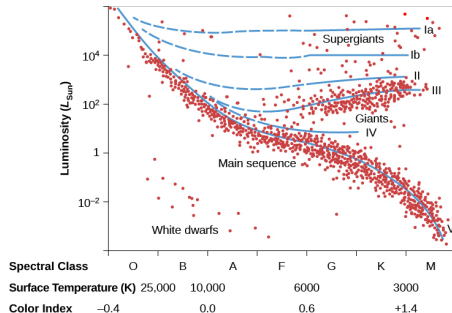 Luminosity (L_Sun)
10⁴
10²
1
10⁻²
Ia
Supergiants
Ib
II
III
Giants
IV
Main sequence
White dwarfs
V
Spectral Class O B A F G K M
Surface Temperature (K) 25,000 10,000 6000 3000
Color Index –0.4 0.0 0.6 +1.4